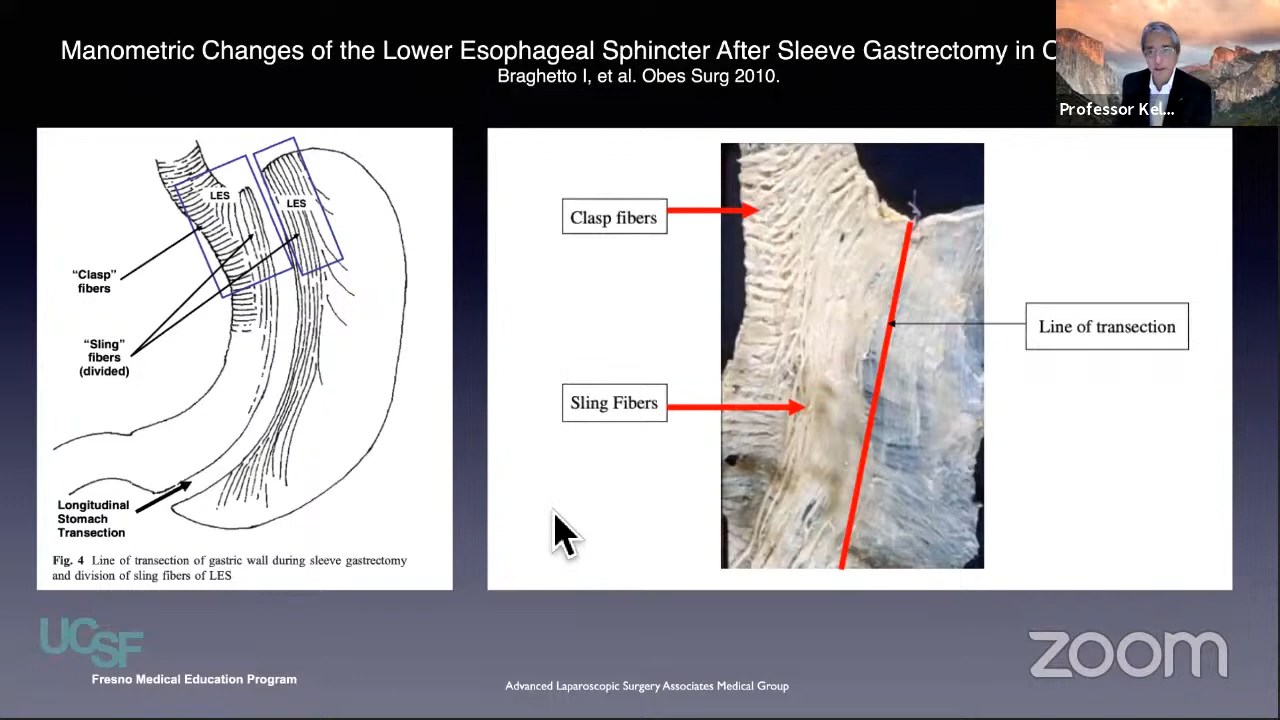 Manometric Changes of the Lower Esophageal Sphincter After Sleeve Gastrectomy in
Braghetto I, et al. Obes Surg 2010.
Professor Kel...
LES
LES
“Clasp”
fibers
“Sling”
fibers
(divided)
Longitudinal
Stomach
Transection
Fig. 4 Line of transection of gastric wall during sleeve gastrectomy
and division of sling fibers of LES
Clasp fibers
Line of transection
Sling Fibers
UCSF
Fresno Medical Education Program
Advanced Laparoscopic Surgery Associates Medical Group
zoom